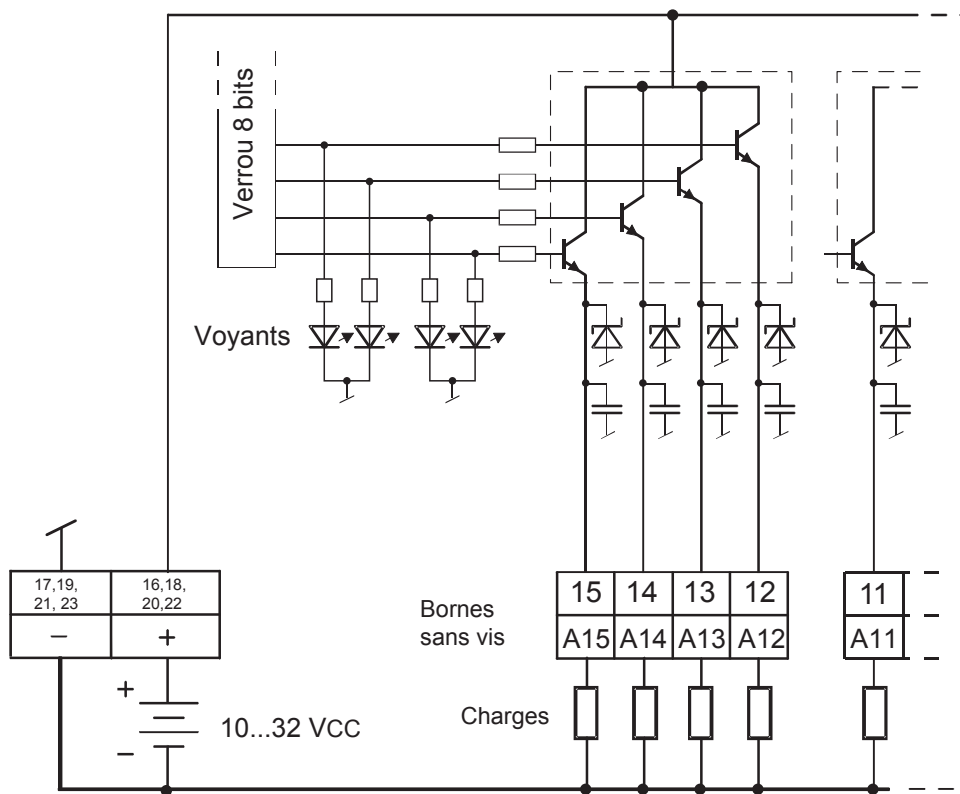 Verrou 8 bits
Voyants
17,19,
21, 23
16,18,
20,22
–
+
+
–
10...32 VCC
Bornes
sans vis
15
14
13
12
11
A15
A14
A13
A12
A11
Charges